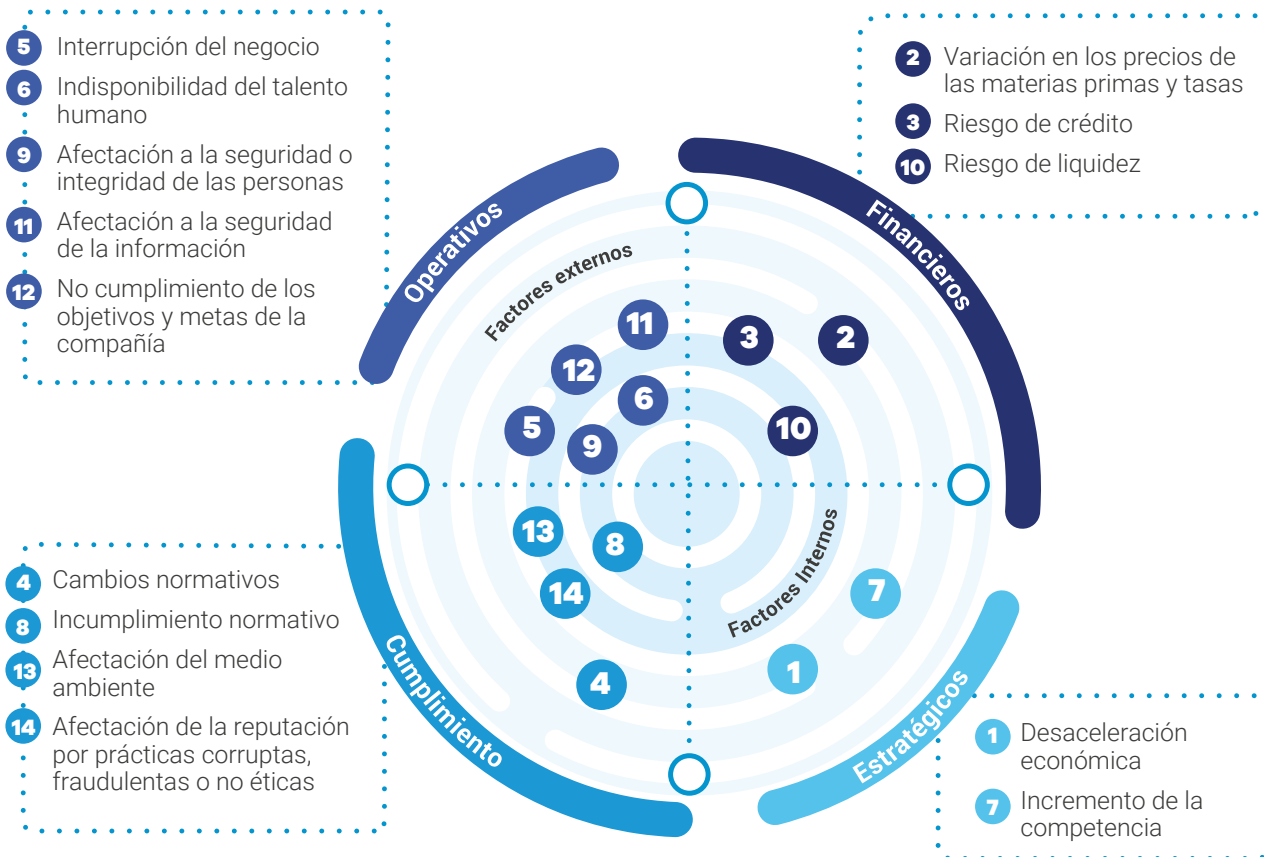 5 Interrupción del negocio
6 Indisponibilidad del talento
humano
9 Afectación a la seguridad o
integridad de las personas
11 Afectación a la seguridad
de la información
12 No cumplimiento de los
objetivos y metas de la
compañía
2 Variación en los precios de
las materias primas y tasas
3 Riesgo de crédito
10 Riesgo de liquidez
Operativos
Financieros
Factores externos
11
3
2
12
6
5
10
9
13
8
14
7
Factores Internos
4
1
Cumplimiento
Estratégicos
4 Cambios normativos
8 Incumplimiento normativo
13 Afectación del medio
ambiente
14 Afectación de la reputación
por prácticas corruptas,
fraudulentas o no éticas
1 Desaceleración
económica
7 Incremento de la
competencia